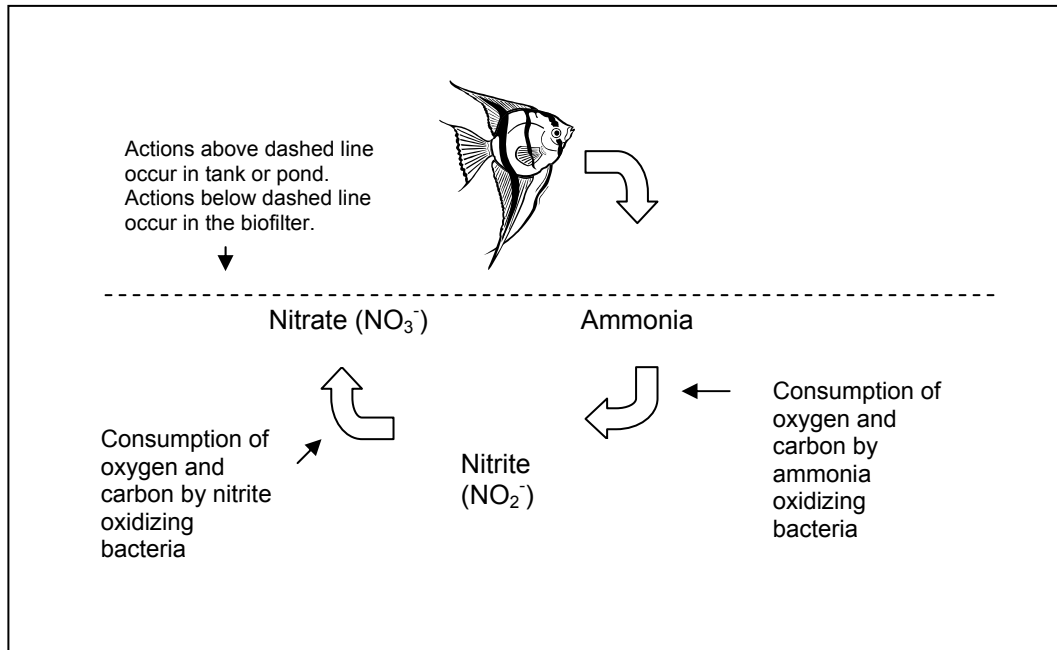 Actions above dashed line
occur in tank or pond.
Actions below dashed line
occur in the biofilter.
Nitrate (NO₃⁻)
Ammonia
Consumption of
oxygen and
carbon by nitrite
oxidizing
bacteria
Nitrite
(NO₂⁻)
Consumption of
oxygen and
carbon by
ammonia
oxidizing
bacteria